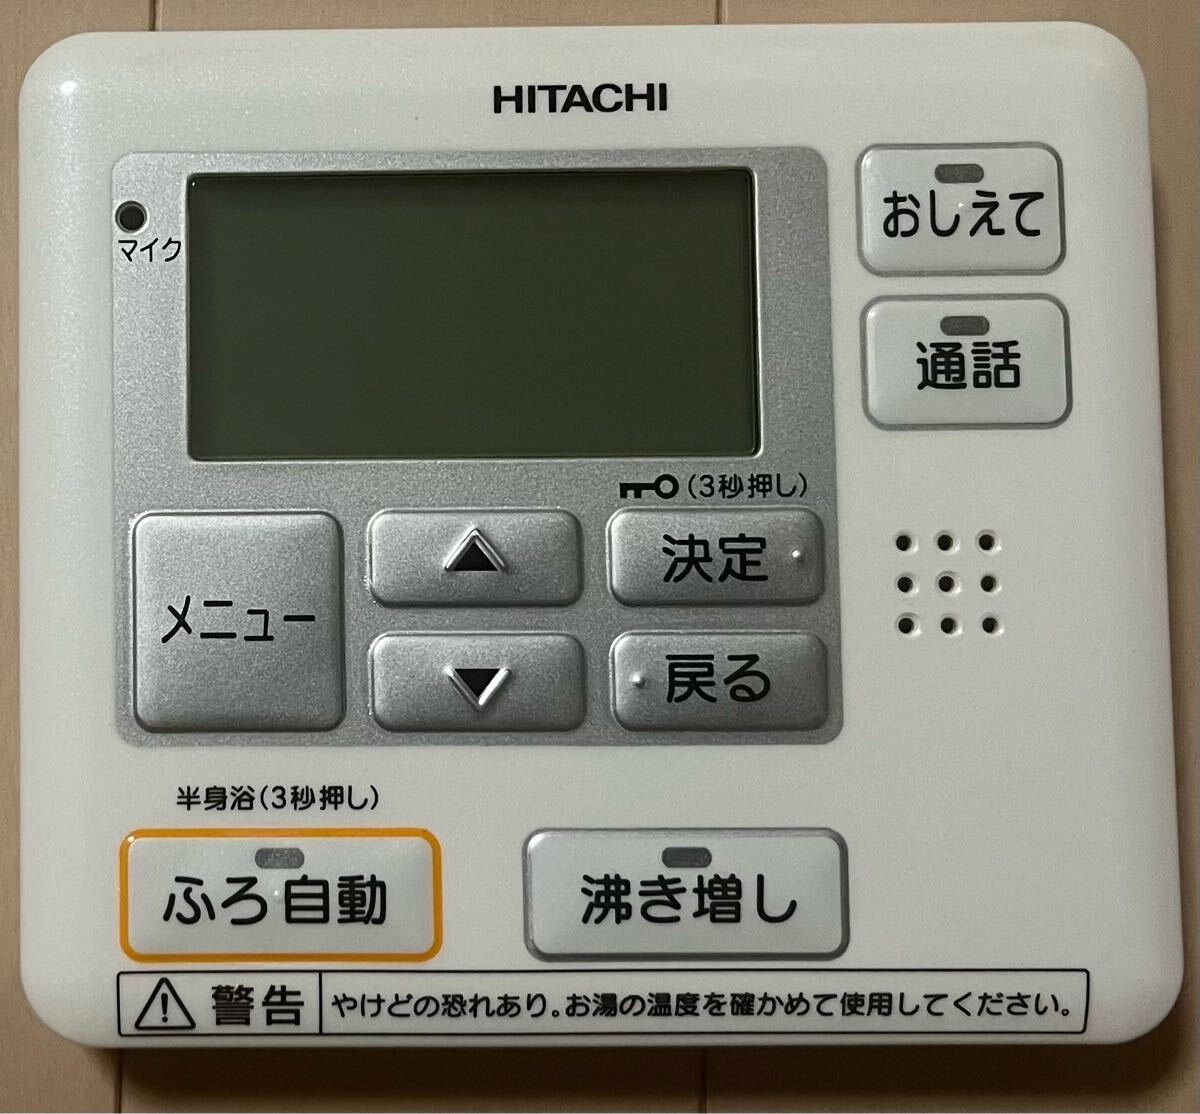 HITACHI
マイク
おしえて
通話
(3秒押し)
メニュー
決定
戻る
半身浴(3秒押し)
ふろ自動
沸き増し
警告
やけどの恐れあり。お湯の温度を確かめて使用してください。